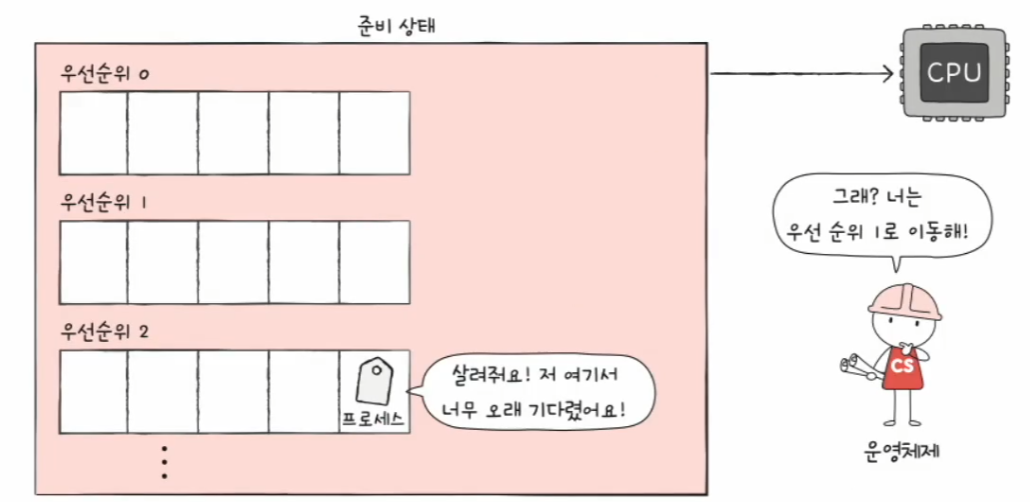 준비 상태
우선순위 0
CPU
우선순위 1
그래? 너는
우선 순위 1로 이동해!
우선순위 2
살려줘요! 저 여기서
너무 오래 기다렸어요!
프로세스
CS
운영체제